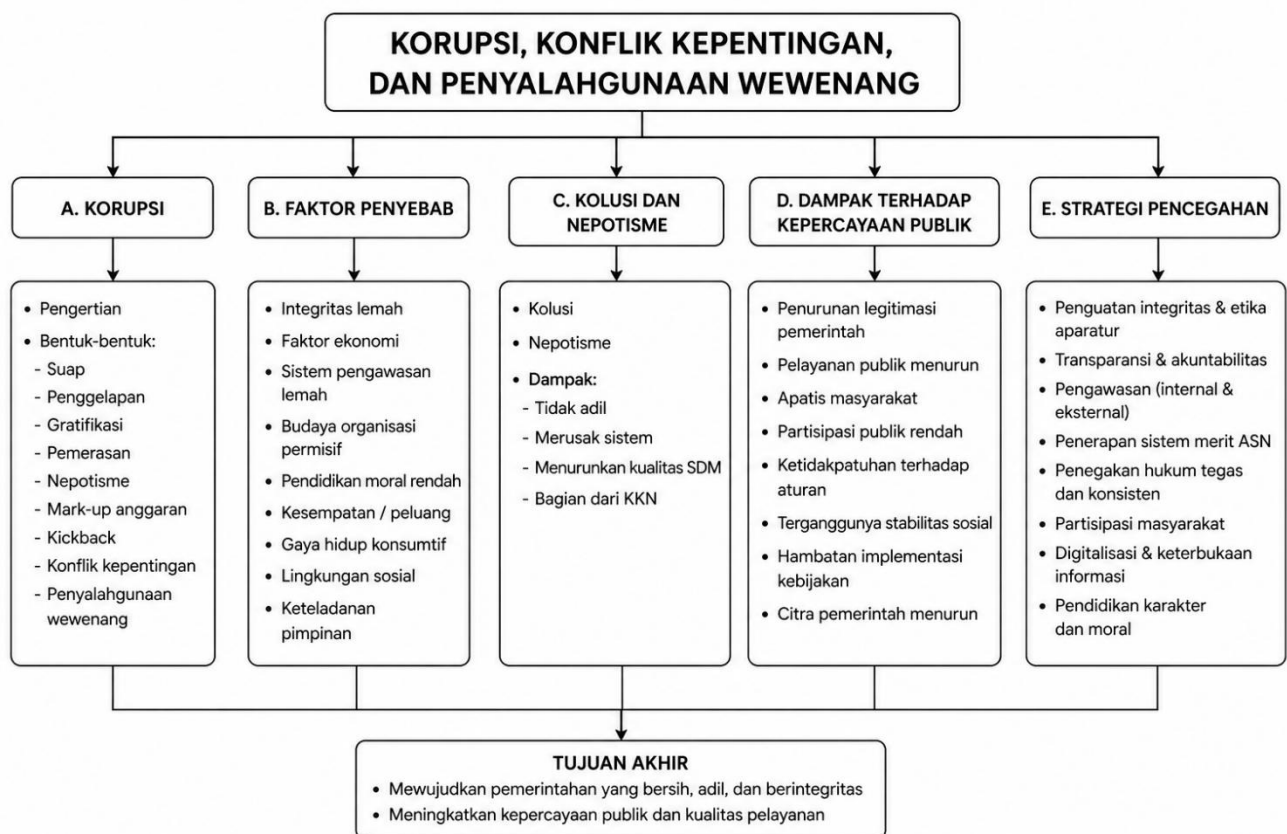 KORUPSI, KONFLIK KEPENTINGAN,
DAN PENYALAHGUNAAN WEWENANG
A. KORUPSI
• Pengertian
• Bentuk-bentuk:
- Suap
- Penggelapan
- Gratifikasi
- Pemerasan
- Nepotisme
- Mark-up anggaran
- Kickback
- Konflik kepentingan
- Penyalahgunaan
wewenang
B. FAKTOR PENYEBAB
• Integritas lemah
• Faktor ekonomi
• Sistem pengawasan
lemah
• Budaya organisasi
permisif
• Pendidikan moral rendah
• Kesempatan / peluang
• Gaya hidup konsumtif
• Lingkungan sosial
• Keteladanan
pimpinan
C. KOLUSI DAN
NEPOTISME
• Kolusi
• Nepotisme
• Dampak:
- Tidak adil
- Merusak sistem
- Menurunkan kualitas SDM
- Bagian dari KKN
D. DAMPAK TERHADAP
KEPERCAYAAN PUBLIK
• Penurunan legitimasi
pemerintah
• Pelayanan publik menurun
• Apatis masyarakat
• Partisipasi publik rendah
• Ketidakpatuhan terhadap
aturan
• Terganggunya stabilitas sosial
• Hambatan implementasi
kebijakan
• Citra pemerintah menurun
E. STRATEGI PENCEGAHAN
• Penguatan integritas & etika
aparatur
• Transparansi & akuntabilitas
• Pengawasan (internal &
eksternal)
• Penerapan sistem merit ASN
• Penegakan hukum tegas
dan konsisten
• Partisipasi masyarakat
• Digitalisasi & keterbukaan
informasi
• Pendidikan karakter
dan moral
TUJUAN AKHIR
• Mewujudkan pemerintahan yang bersih, adil, dan berintegritas
• Meningkatkan kepercayaan publik dan kualitas pelayanan